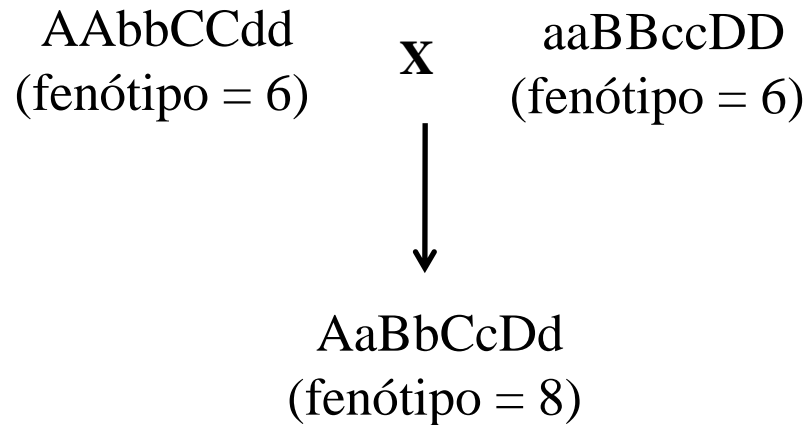 AAbbCCdd
(fenótipo = 6)
X
aaBBccDD
(fenótipo = 6)
AaBbCcDd
(fenótipo = 8)